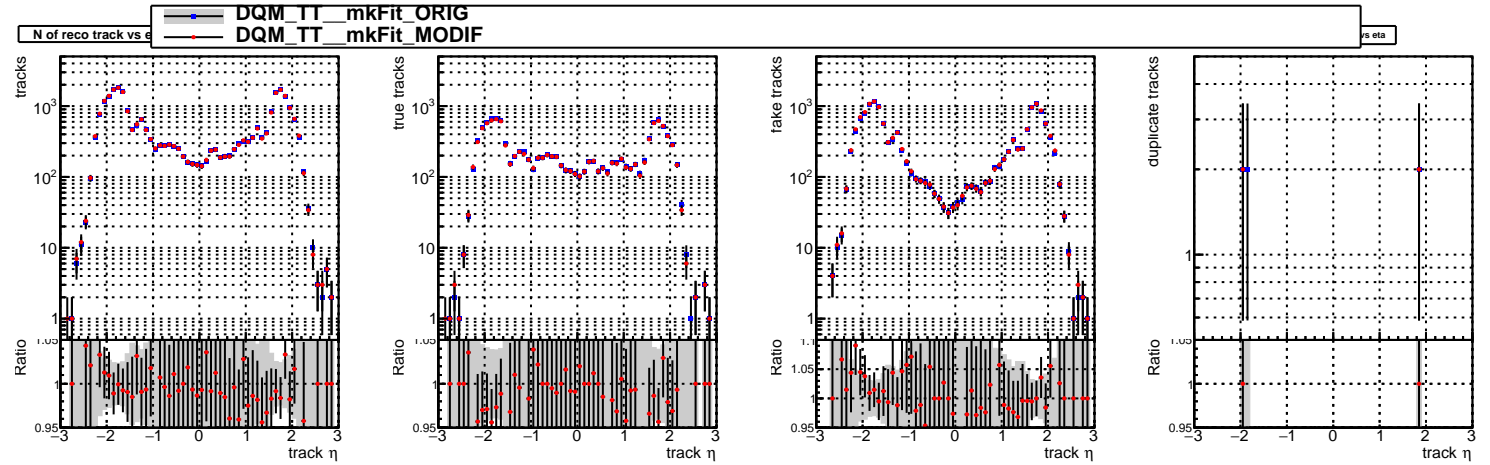 DQM_TT__mkFit_ORIG
DQM_TT__mkFit_MODIF
N of reco track vs
vs eta
tracks
10³
10²
10
1
Ratio
1.05
1
0.95
−3 −2 −1 0 1 2 3
track η
true tracks
10³
10²
10
1
Ratio
1.05
1
0.95
−3 −2 −1 0 1 2 3
track η
fake tracks
10³
10²
10
1
Ratio
1.1
1.05
1
0.95
−3 −2 −1 0 1 2 3
track η
duplicate tracks
1
Ratio
1.05
1
0.95
−3 −2 −1 0 1 2 3
track η